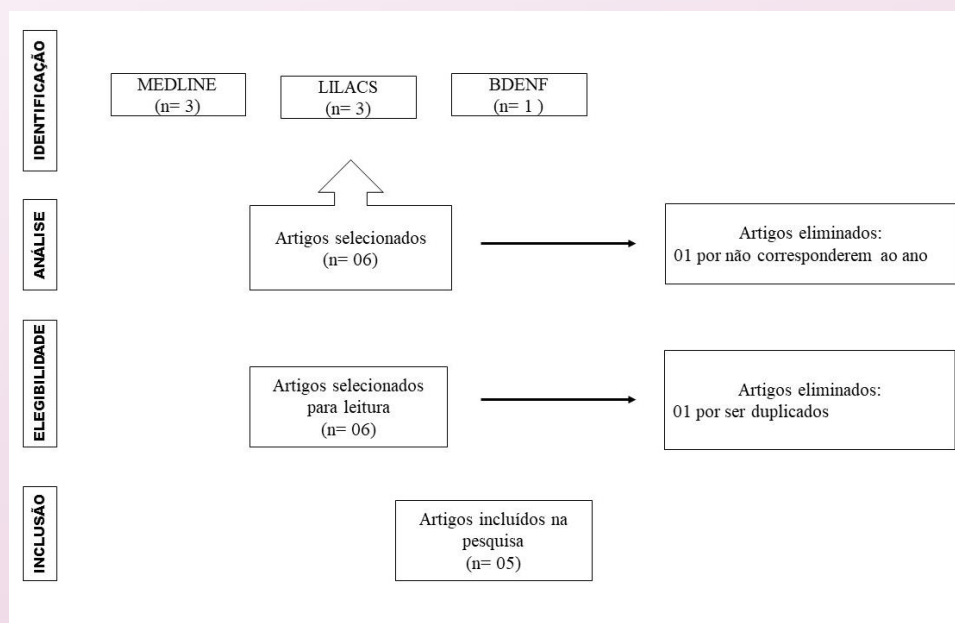 IDENTIFICAÇÃO
MEDLINE
(n= 3)
LILACS
(n= 3)
BDENF
(n= 1 )
ANÁLISE
Artigos selecionados
(n= 06)
Artigos eliminados:
01 por não corresponderem ao ano
ELEGIBILIDADE
Artigos selecionados
para leitura
(n= 06)
Artigos eliminados:
01 por ser duplicados
INCLUSÃO
Artigos incluídos na
pesquisa
(n= 05)